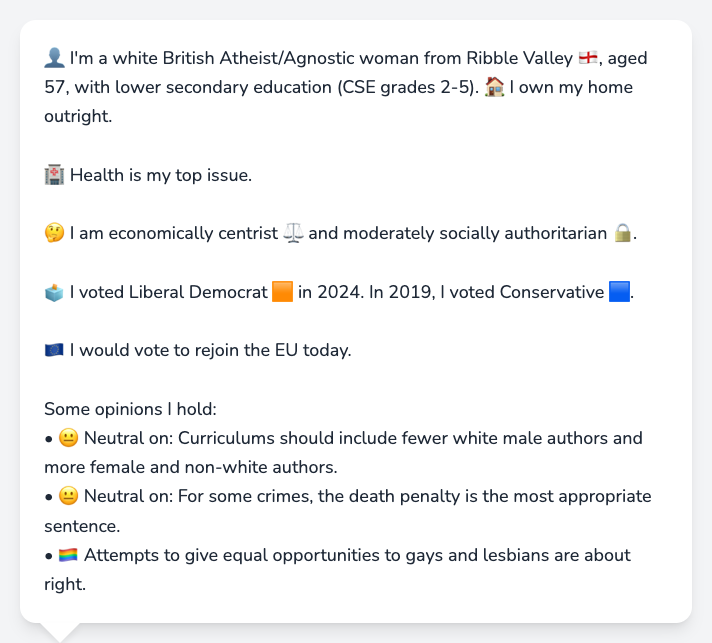 👤 I'm a white British Atheist/Agnostic woman from Ribble Valley 🏴󠁧󠁢󠁥󠁮󠁧󠁿, aged
57, with lower secondary education (CSE grades 2-5). 🏠 I own my home
outright.
🏥 Health is my top issue.
🤔 I am economically centrist ⚖️ and moderately socially authoritarian 🔒.
🗳️ I voted Liberal Democrat 🟧 in 2024. In 2019, I voted Conservative 🟦.
🇪🇺 I would vote to rejoin the EU today.
Some opinions I hold:
• 😐 Neutral on: Curriculums should include fewer white male authors and
more female and non-white authors.
• 😐 Neutral on: For some crimes, the death penalty is the most appropriate
sentence.
• 🏳️‍🌈 Attempts to give equal opportunities to gays and lesbians are about
right.